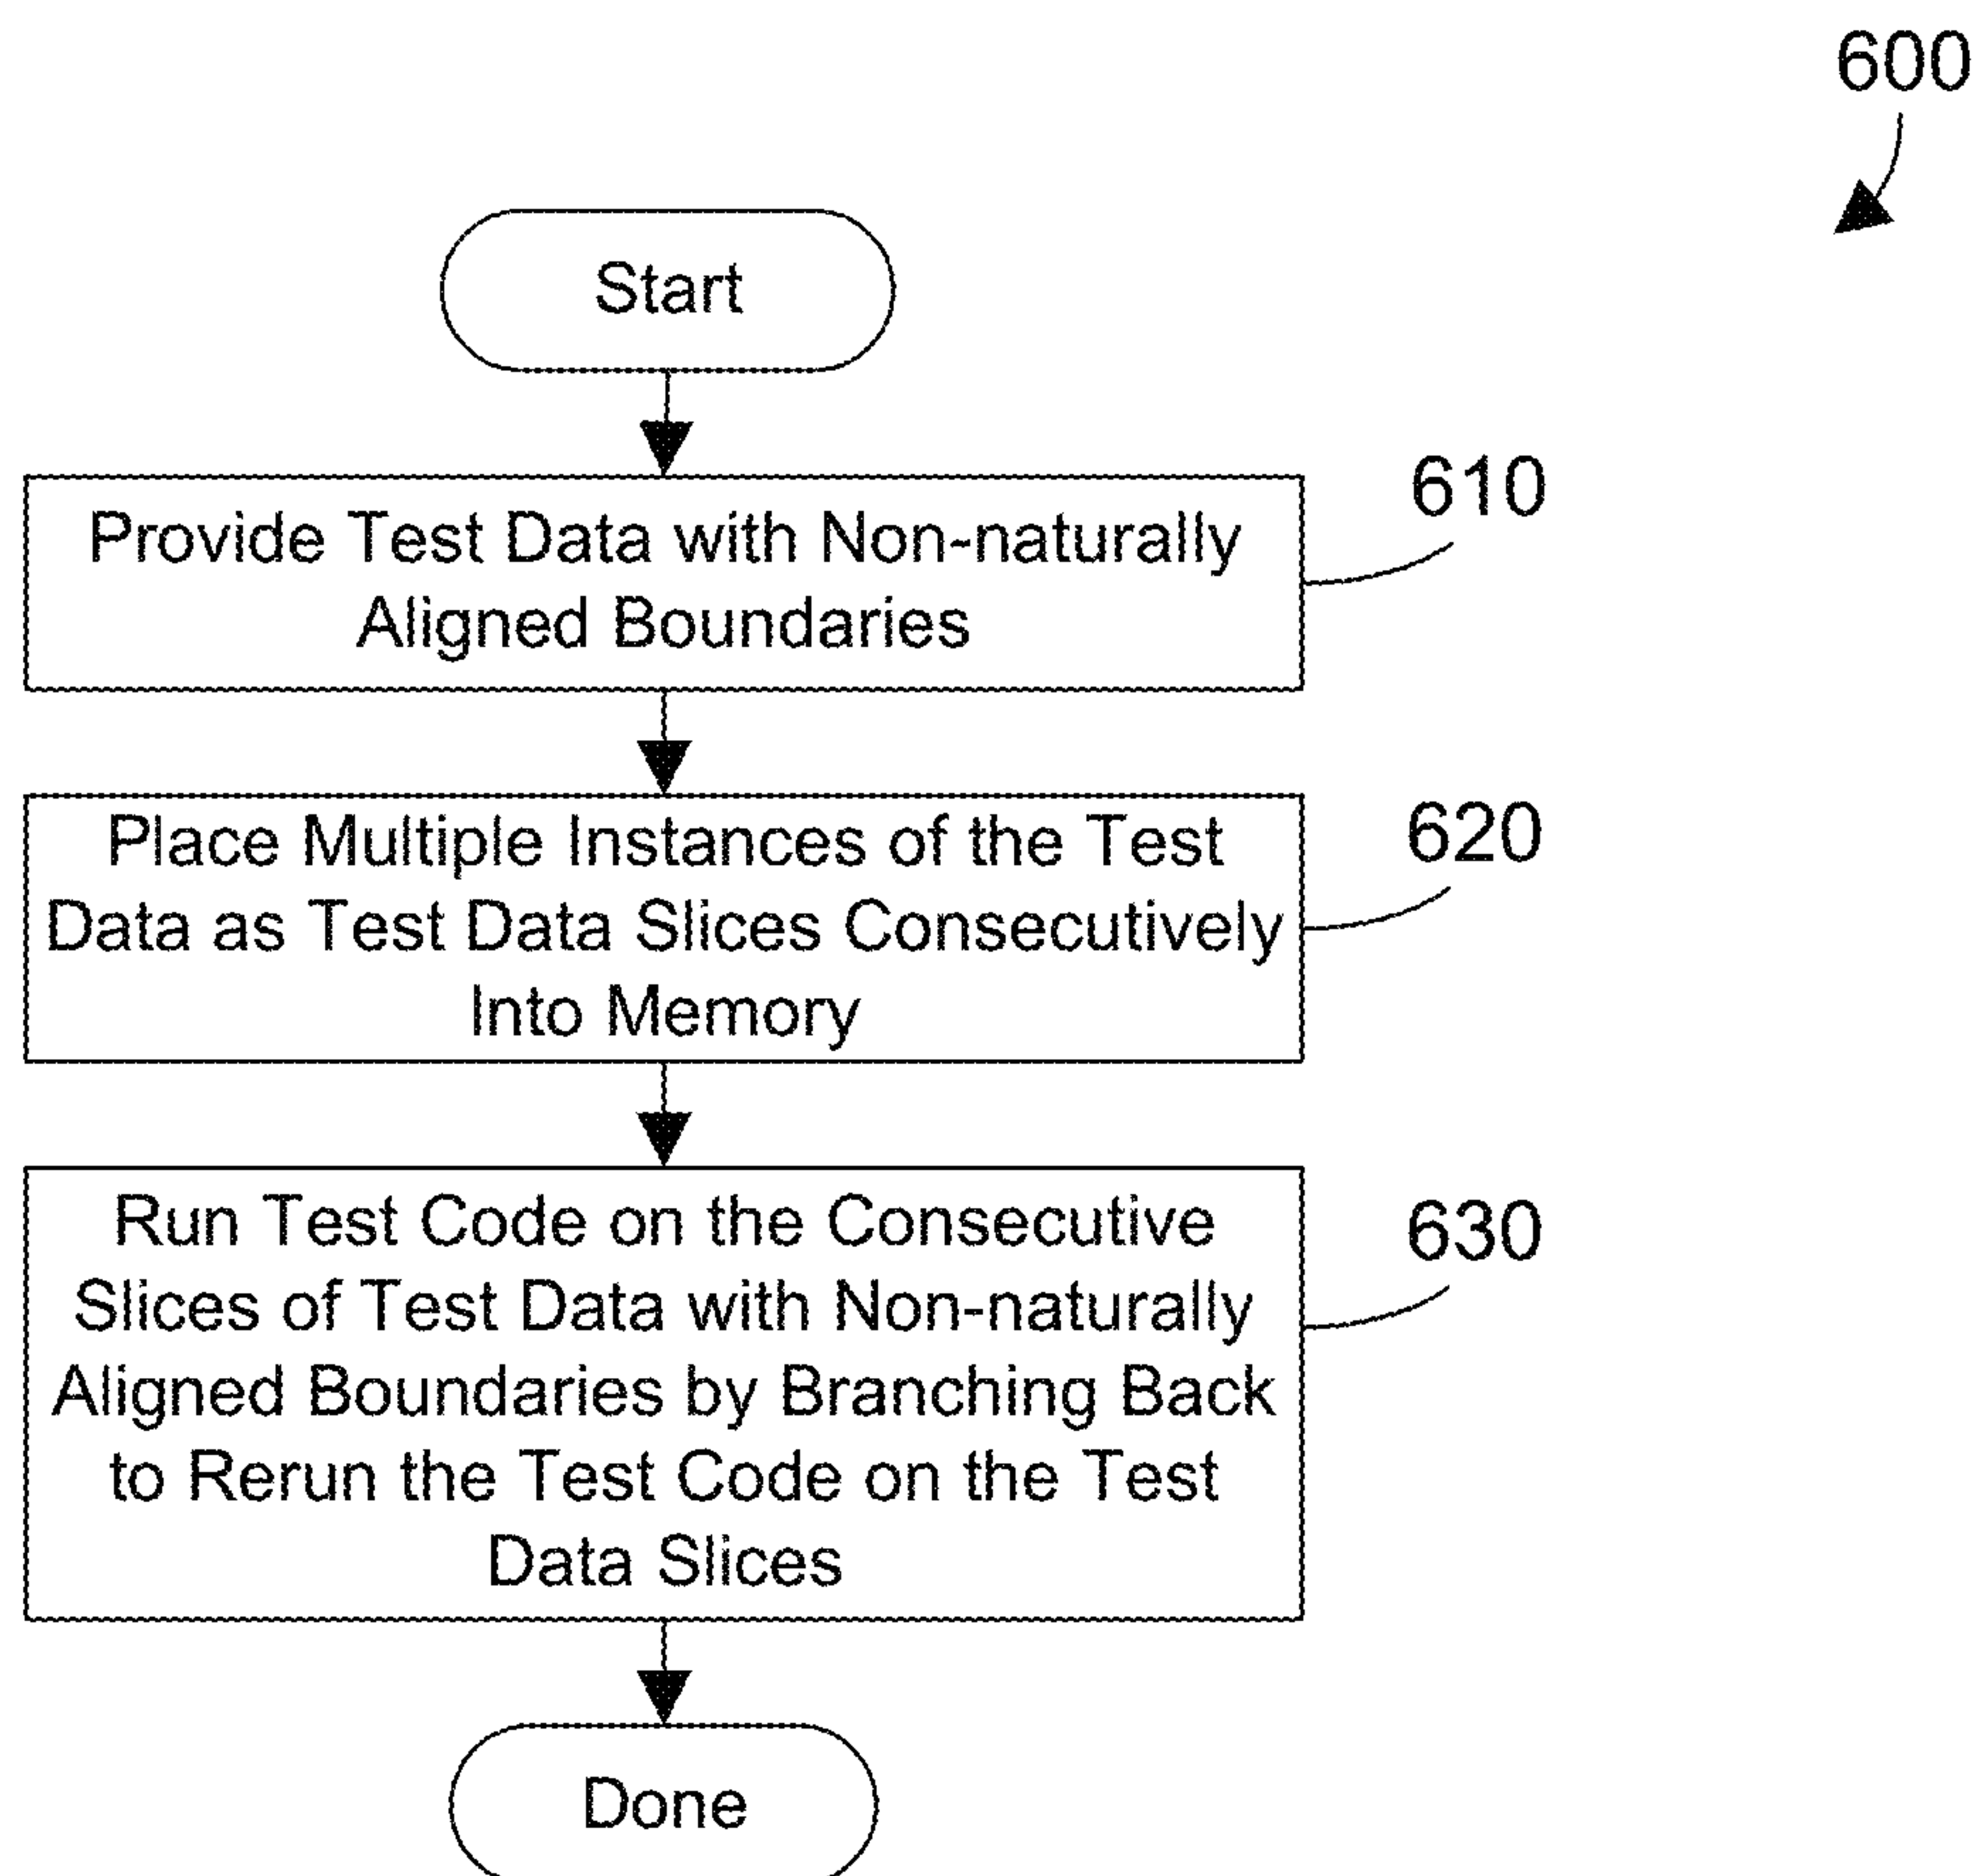 600
Start
Provide Test Data with Non-naturally
Aligned Boundaries
610
Place Multiple Instances of the Test
Data as Test Data Slices Consecutively
Into Memory
620
Run Test Code on the Consecutive
Slices of Test Data with Non-naturally
Aligned Boundaries by Branching Back
to Rerun the Test Code on the Test
Data Slices
630
Done